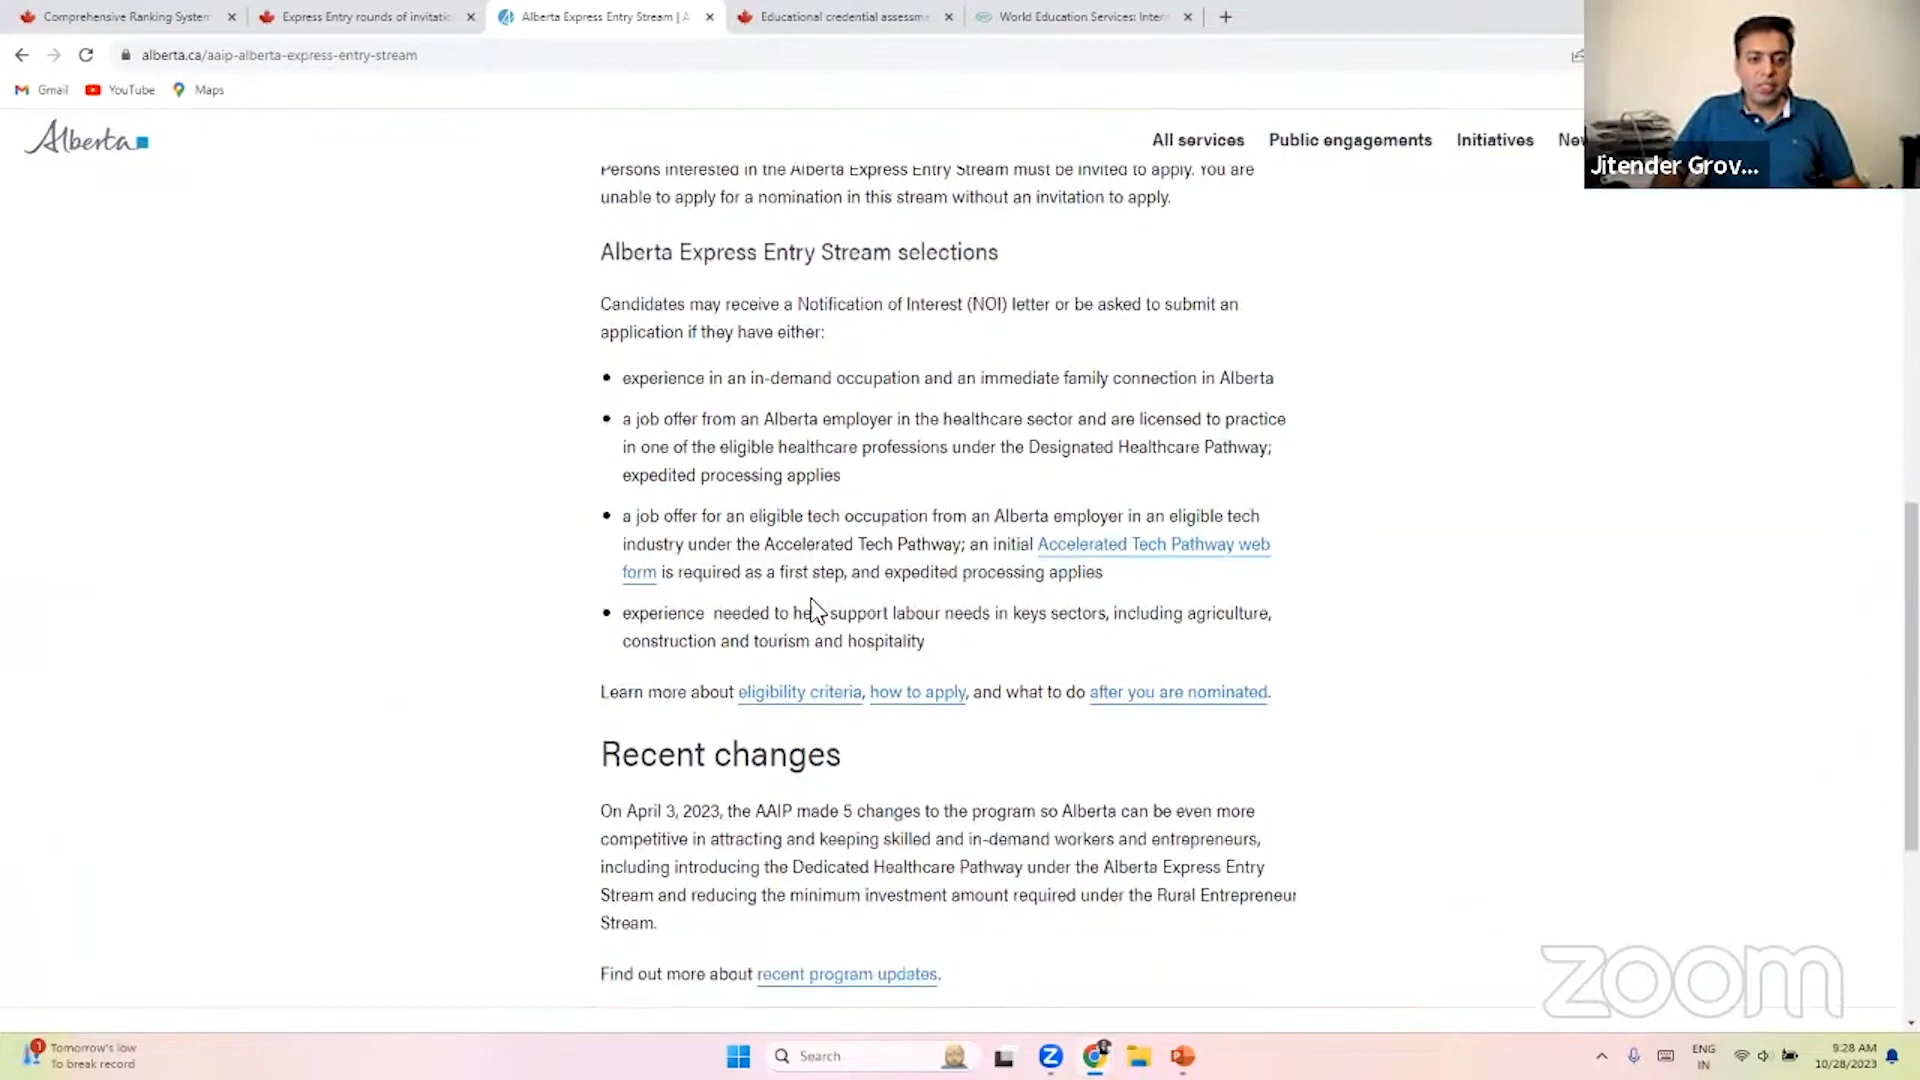 Comprehensive Ranking System
Express Entry rounds of invitatio
Alberta Express Entry Stream | A
Educational credential assessme
World Education Services: Inter
alberta.ca/aaip-alberta-express-entry-stream
Gmail
YouTube
Maps
Alberta
All services
Public engagements
Initiatives
Nev
Jitender Grov...
Persons interested in the Alberta Express Entry Stream must be invited to apply. You are
unable to apply for a nomination in this stream without an invitation to apply.
Alberta Express Entry Stream selections
Candidates may receive a Notification of Interest (NOI) letter or be asked to submit an
application if they have either:
• experience in an in-demand occupation and an immediate family connection in Alberta
• a job offer from an Alberta employer in the healthcare sector and are licensed to practice
in one of the eligible healthcare professions under the Designated Healthcare Pathway;
expedited processing applies
• a job offer for an eligible tech occupation from an Alberta employer in an eligible tech
industry under the Accelerated Tech Pathway; an initial Accelerated Tech Pathway web
form is required as a first step, and expedited processing applies
• experience needed to help support labour needs in keys sectors, including agriculture,
construction and tourism and hospitality
Learn more about eligibility criteria, how to apply, and what to do after you are nominated.
Recent changes
On April 3, 2023, the AAIP made 5 changes to the program so Alberta can be even more
competitive in attracting and keeping skilled and in-demand workers and entrepreneurs,
including introducing the Dedicated Healthcare Pathway under the Alberta Express Entry
Stream and reducing the minimum investment amount required under the Rural Entrepreneur
Stream.
Find out more about recent program updates.
zoom
1
Tomorrow's low
To break record
Search
ENG
IN
9:28 AM
10/28/2023